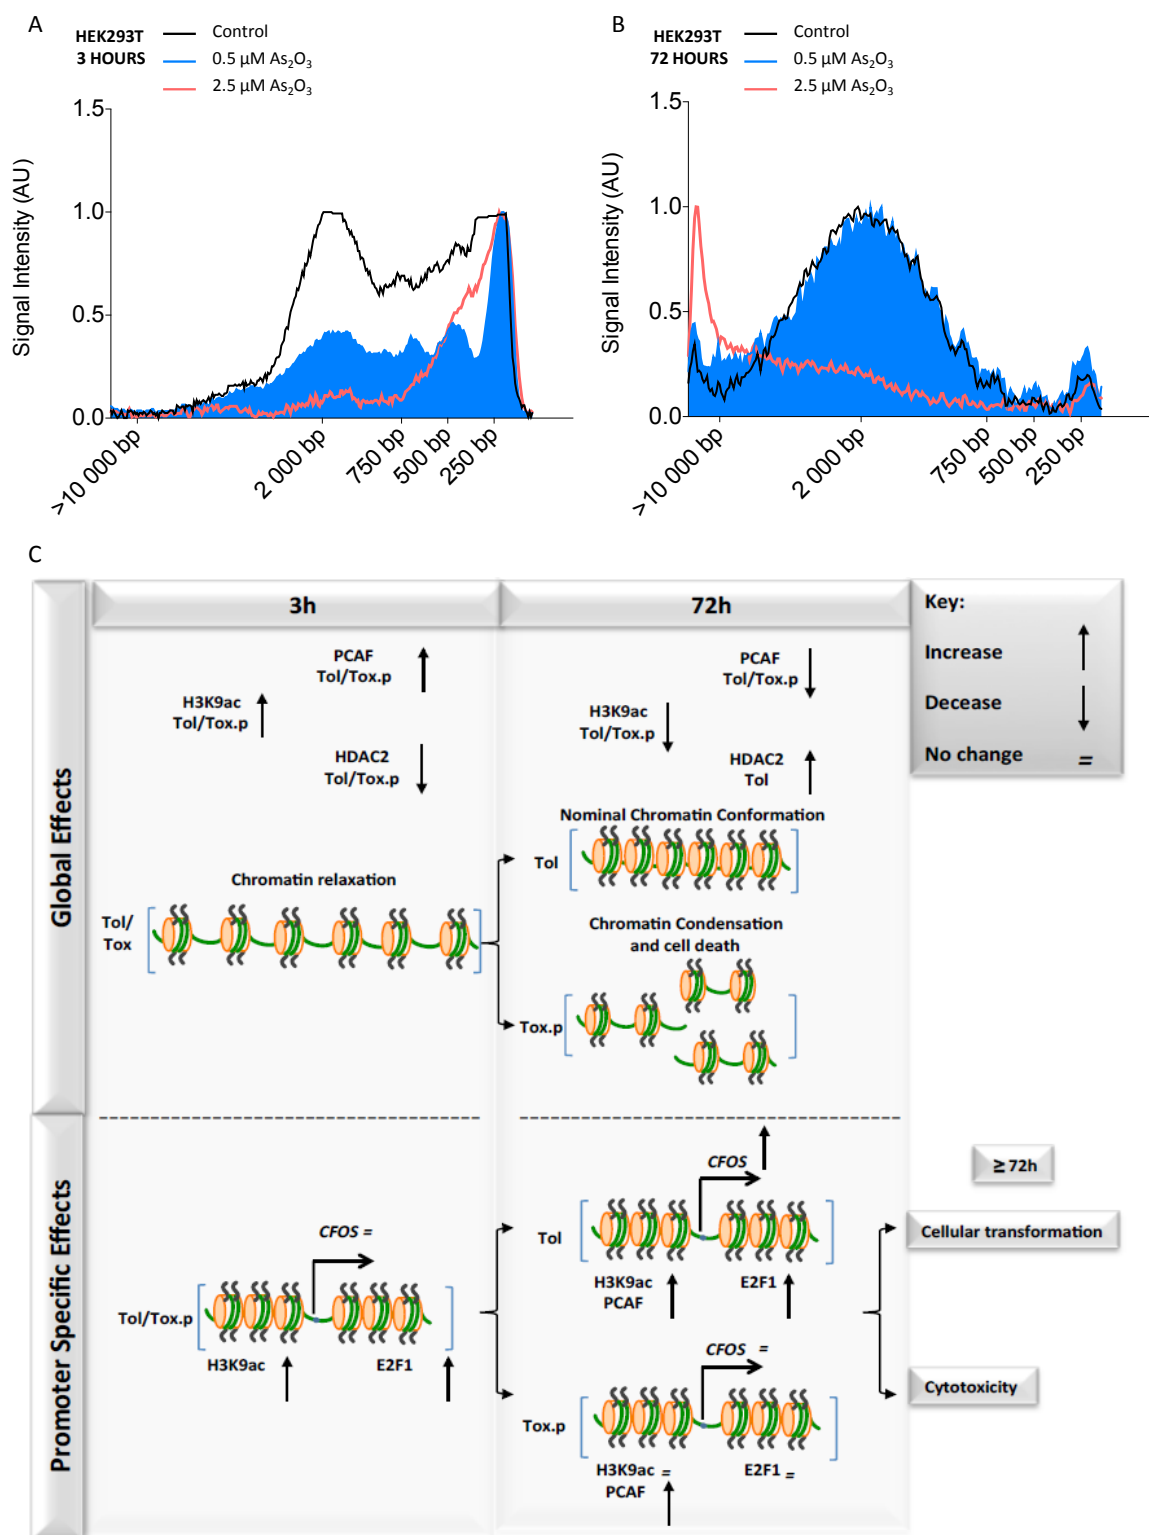 A
HEK293T
3 HOURS
Control
0.5 µM As₂O₃
2.5 µM As₂O₃
Signal Intensity (AU)
1.5
1.0
0.5
0.0
>10 000 bp
2 000 bp
750 bp
500 bp
250 bp
B
HEK293T
72 HOURS
Control
0.5 µM As₂O₃
2.5 µM As₂O₃
Signal Intensity (AU)
1.5
1.0
0.5
0.0
>10 000 bp
2 000 bp
750 bp
500 bp
250 bp
C
3h
72h
Key:
Increase
Decease
No change =
Global Effects
PCAF
Tol/Tox.p
H3K9ac
Tol/Tox.p
HDAC2
Tol/Tox.p
Chromatin relaxation
Tol/
Tox
PCAF
Tol/Tox.p
H3K9ac
Tol/Tox.p
HDAC2
Tol
Nominal Chromatin Conformation
Tol
Chromatin Condensation
and cell death
Tox.p
Promoter Specific Effects
CFOS =
Tol/Tox.p
H3K9ac
E2F1
CFOS
Tol
H3K9ac
PCAF
E2F1
CFOS =
Tox.p
H3K9ac =
PCAF
E2F1 =
≥ 72h
Cellular transformation
Cytotoxicity